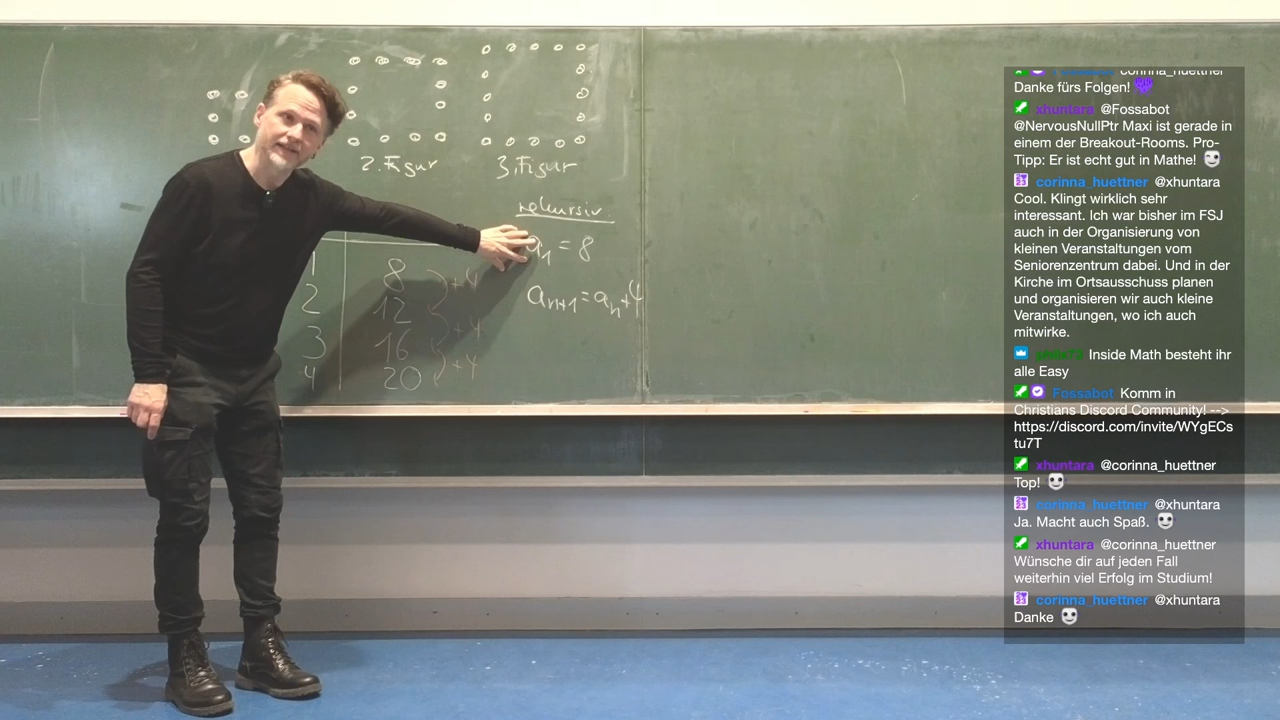 2. Figur
3. Figur
rekursiv
a₁ = 8
aₙ₊₁ = aₙ + 4
1 8
2 12
3 16
4 20
+4
+4
+4
corinna_huettner
Danke fürs Folgen!
xhuntara @Fossabot
@NervousNullPtr Maxi ist gerade in
einem der Breakout-Rooms. Pro-
Tipp: Er ist echt gut in Mathe!
corinna_huettner @xhuntara
Cool. Klingt wirklich sehr
interessant. Ich war bisher im FSJ
auch in der Organisierung von
kleinen Veranstaltungen vom
Seniorenzentrum dabei. Und in der
Kirche im Ortsausschuss planen
und organisieren wir auch kleine
Veranstaltungen, wo ich auch
mitwirke.
Inside Math besteht ihr
alle Easy
Fossabot Komm in
Christians Discord Community! -->
https://discord.com/invite/WYgECs
tu7T
xhuntara @corinna_huettner
Top!
corinna_huettner @xhuntara
Ja. Macht auch Spaß.
xhuntara @corinna_huettner
Wünsche dir auf jeden Fall
weiterhin viel Erfolg im Studium!
corinna_huettner @xhuntara
Danke